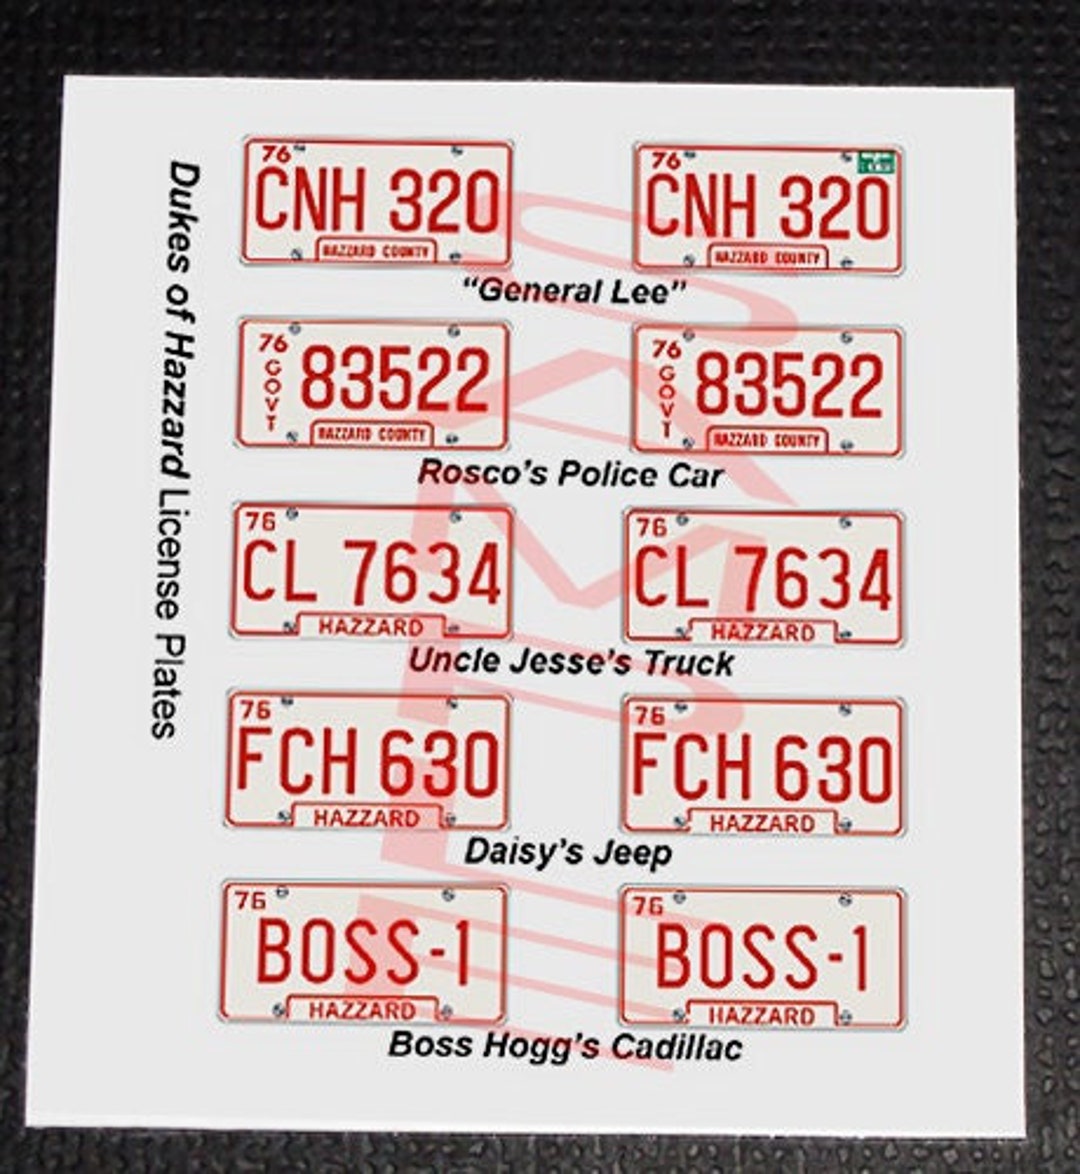 Dukes of Hazzard License Plates
76
CNH 320
HAZZARD COUNTY
76
CNH 320
HAZZARD COUNTY
“General Lee”
76
GOVT
83522
HAZZARD COUNTY
76
GOVT
83522
HAZZARD COUNTY
Rosco's Police Car
76
CL 7634
HAZZARD
76
CL 7634
HAZZARD
Uncle Jesse's Truck
76
FCH 630
HAZZARD
76
FCH 630
HAZZARD
Daisy's Jeep
76
BOSS-1
HAZZARD
76
BOSS-1
HAZZARD
Boss Hogg's Cadillac